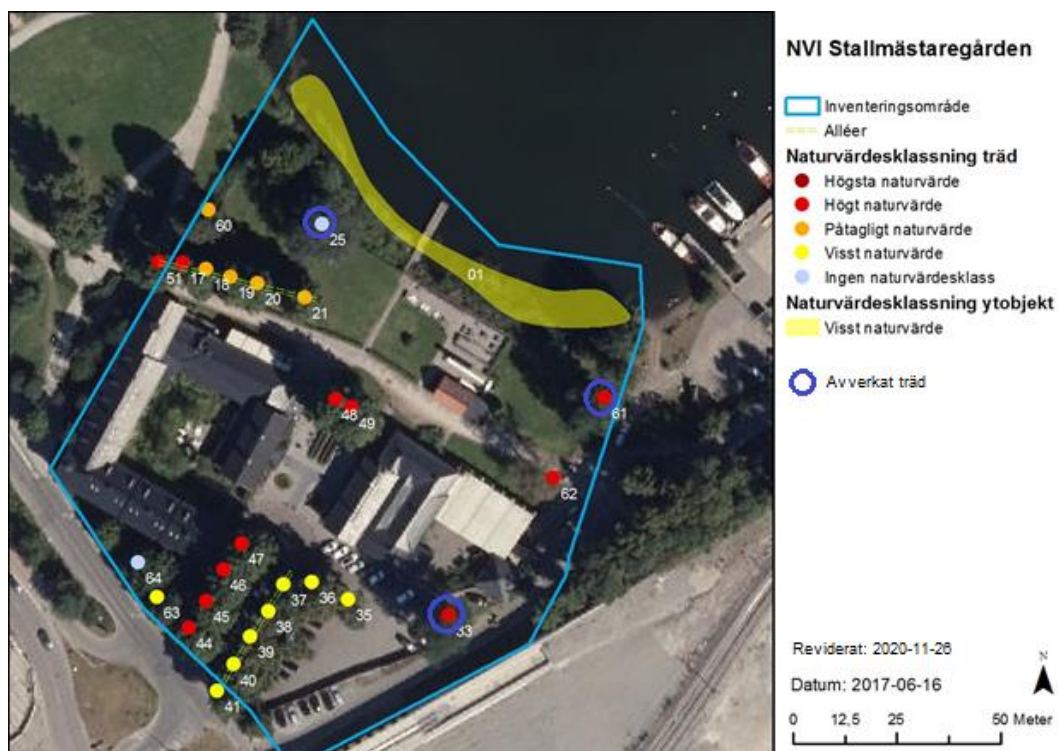 NVI Stallmästaregården
Inventeringsområde
Alléer
Naturvärdesklassning träd
Högsta naturvärde
Högt naturvärde
Påtagligt naturvärde
Visst naturvärde
Ingen naturvärdesklass
Naturvärdesklassning ytobjekt
Visst naturvärde
Avverkat träd
Reviderat: 2020-11-26
Datum: 2017-06-16
N
0 12,5 25 50 Meter
60
25
01
51 17 18 19 20 21
48 49
61
62
47
46
45
44
64
63
37 36 35
38
39
40
41
33